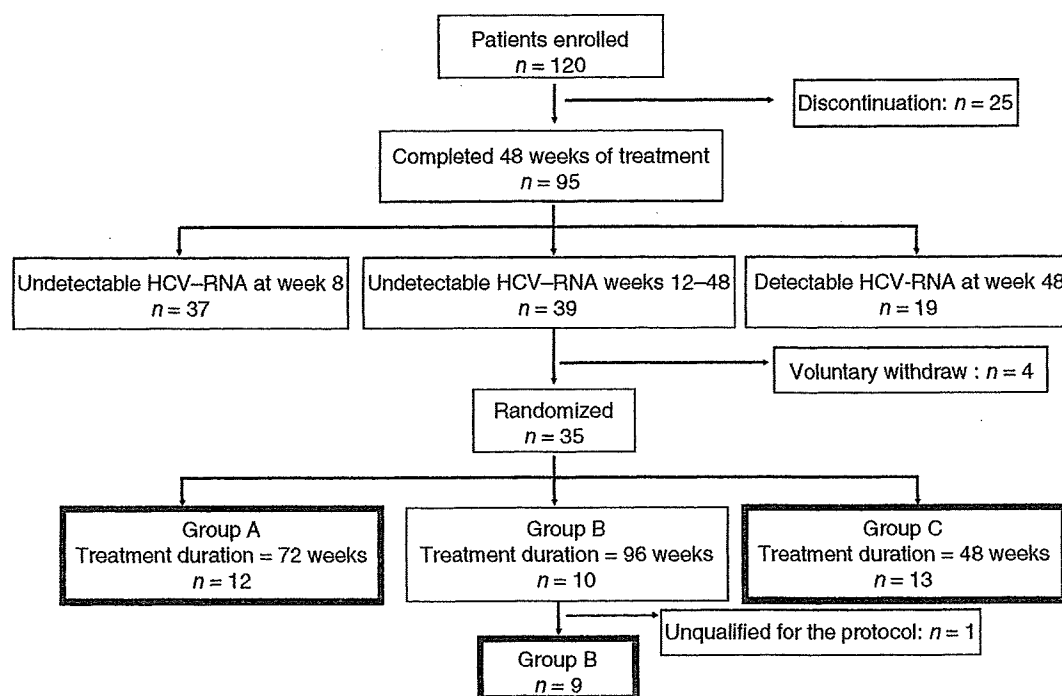 Patients enrolled
n = 120
Discontinuation: n = 25
Completed 48 weeks of treatment
n = 95
Undetectable HCV–RNA at week 8
n = 37
Undetectable HCV–RNA weeks 12–48
n = 39
Detectable HCV-RNA at week 48
n = 19
Voluntary withdraw : n = 4
Randomized
n = 35
Group A
Treatment duration = 72 weeks
n = 12
Group B
Treatment duration = 96 weeks
n = 10
Group C
Treatment duration = 48 weeks
n = 13
Unqualified for the protocol: n = 1
Group B
n = 9